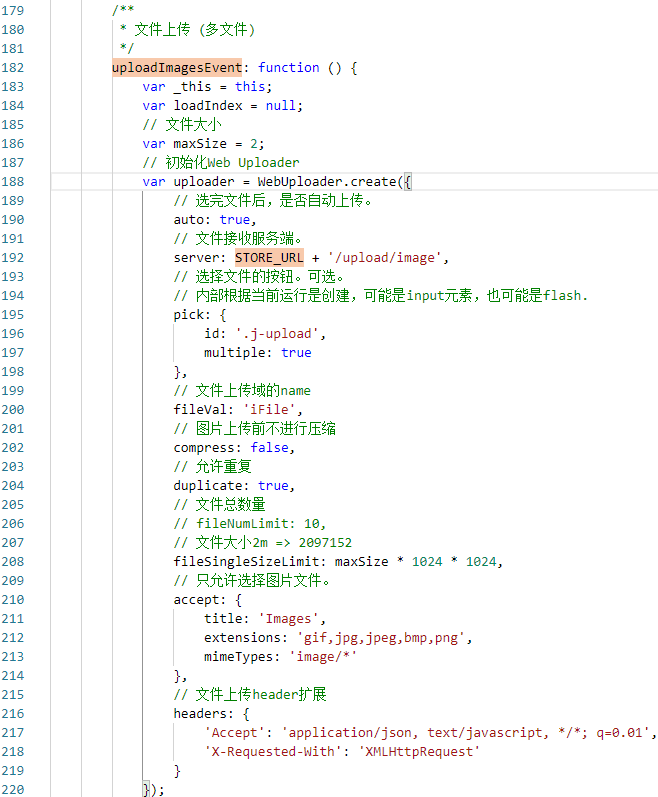 179 /**
180 * 文件上传 (多文件)
181 */
182 uploadImagesEvent: function () {
183 var _this = this;
184 var loadIndex = null;
185 // 文件大小
186 var maxSize = 2;
187 // 初始化Web Uploader
188 var uploader = WebUploader.create({
189 // 选完文件后，是否自动上传。
190 auto: true,
191 // 文件接收服务端。
192 server: STORE_URL + '/upload/image',
193 // 选择文件的按钮。可选。
194 // 内部根据当前运行是创建，可能是input元素，也可能是flash.
195 pick: {
196 id: '.j-upload',
197 multiple: true
198 },
199 // 文件上传域的name
200 fileVal: 'iFile',
201 // 图片上传前不进行压缩
202 compress: false,
203 // 允许重复
204 duplicate: true,
205 // 文件总数量
206 // fileNumLimit: 10,
207 // 文件大小2m => 2097152
208 fileSingleSizeLimit: maxSize * 1024 * 1024,
209 // 只允许选择图片文件。
210 accept: {
211 title: 'Images',
212 extensions: 'gif,jpg,jpeg,bmp,png',
213 mimeTypes: 'image/*'
214 },
215 // 文件上传header扩展
216 headers: {
217 'Accept': 'application/json, text/javascript, */*; q=0.01',
218 'X-Requested-With': 'XMLHttpRequest'
219 }
220 });